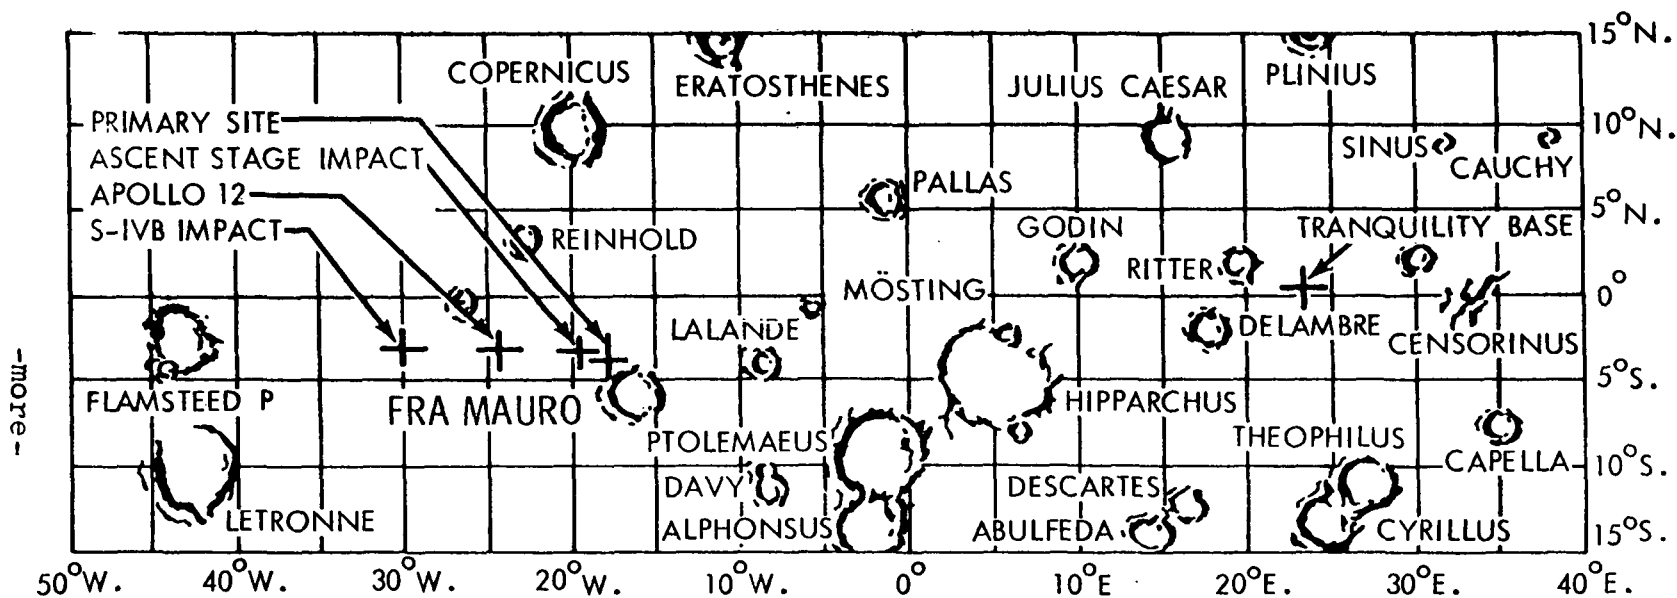 15°N.
COPERNICUS
ERATOSTHENES
JULIUS CAESAR
PLINIUS
PRIMARY SITE
10°N.
ASCENT STAGE IMPACT
SINUS
CAUCHY
APOLLO 12
PALLAS
5°N.
S-IVB IMPACT
REINHOLD
GODIN
TRANQUILITY BASE
RITTER
MÖSTING
0°
LALANDE
DELAMBRE
CENSORINUS
-more-
5°S.
FLAMSTEED P
FRA MAURO
HIPPARCHUS
PTOLEMAEUS
THEOPHILUS
CAPELLA
10°S.
DAVY
DESCARTES
LETRONNE
ALPHONSUS
ABULFEDA
CYRILLUS
15°S.
50°W. 40°W. 30°W. 20°W. 10°W. 0° 10°E 20°E. 30°E. 40°E.